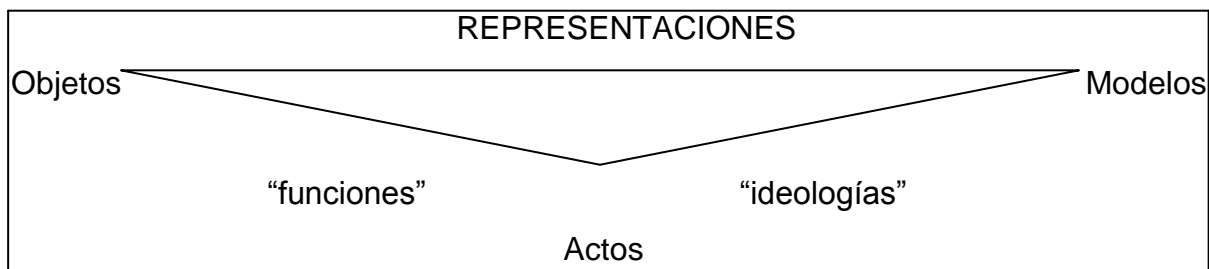 REPRESENTACIONES
Objetos Modelos
“funciones” “ideologías”
Actos